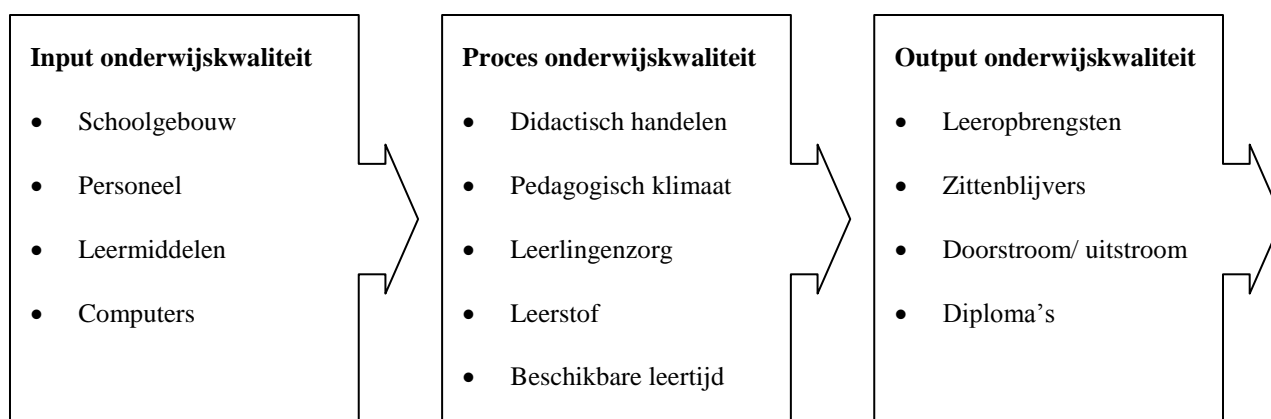 Input onderwijskwaliteit
• Schoolgebouw
• Personeel
• Leermiddelen
• Computers
Proces onderwijskwaliteit
• Didactisch handelen
• Pedagogisch klimaat
• Leerlingenzorg
• Leerstof
• Beschikbare leertijd
Output onderwijskwaliteit
• Leeropbrengsten
• Zittenblijvers
• Doorstroom/ uitstroom
• Diploma’s